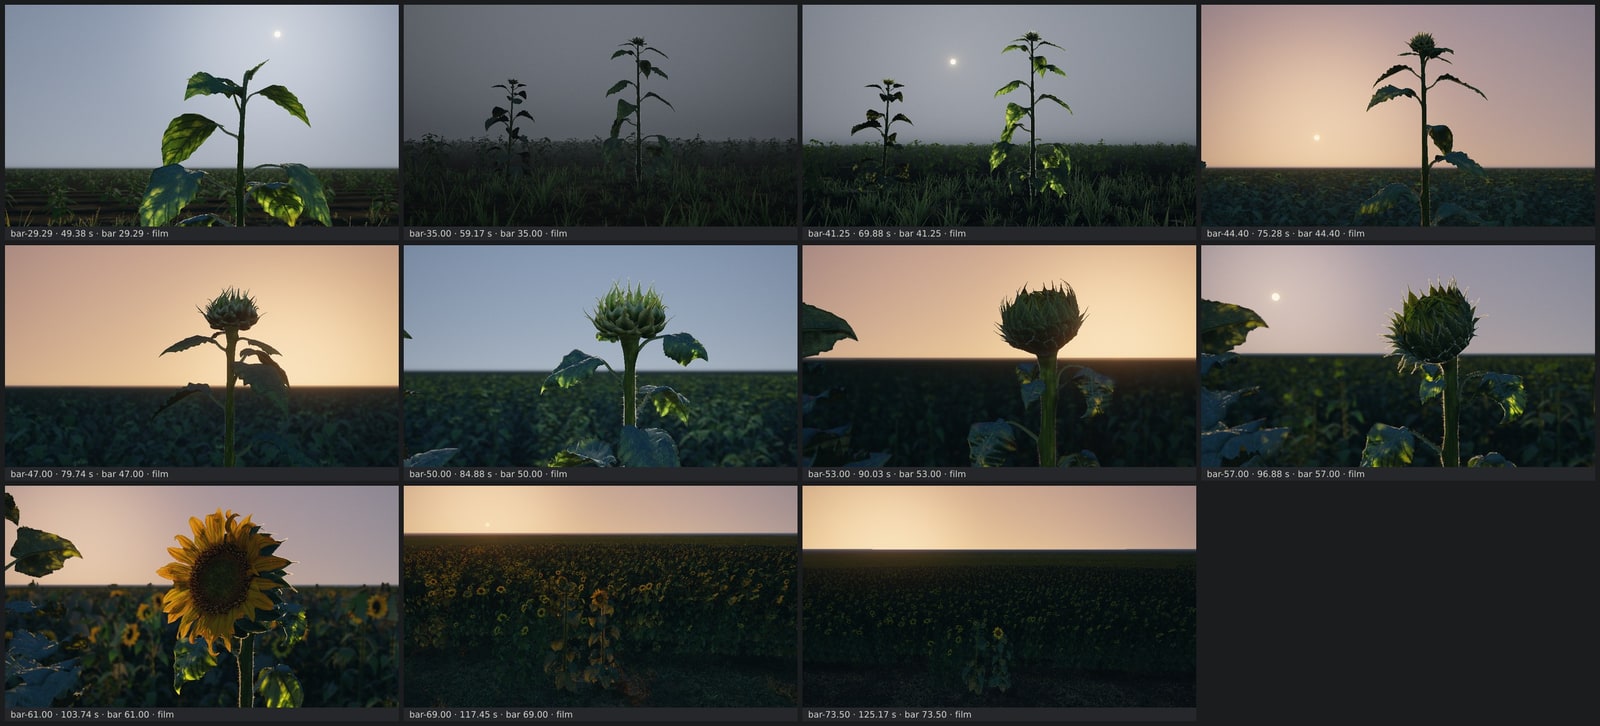 bar-29.29 · 49.38 s · bar 29.29 · film
bar-35.00 · 59.17 s · bar 35.00 · film
bar-41.25 · 69.88 s · bar 41.25 · film
bar-44.40 · 75.28 s · bar 44.40 · film
bar-47.00 · 79.74 s · bar 47.00 · film
bar-50.00 · 84.88 s · bar 50.00 · film
bar-53.00 · 90.03 s · bar 53.00 · film
bar-57.00 · 96.88 s · bar 57.00 · film
bar-61.00 · 103.74 s · bar 61.00 · film
bar-69.00 · 117.45 s · bar 69.00 · film
bar-73.50 · 125.17 s · bar 73.50 · film